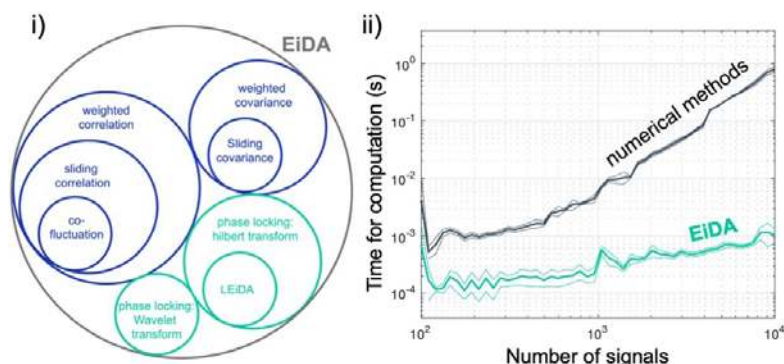 i)
EiDA
weighted
covariance
weighted
correlation
Sliding
covariance
sliding
correlation
co-
fluctuation
phase locking:
hilbert transform
LEiDA
phase locking:
Wavelet
transform
ii)
Time for computation (s)
10^0
10^-1
10^-2
10^-3
10^-4
numerical methods
EiDA
10^2
10^3
10^4
Number of signals